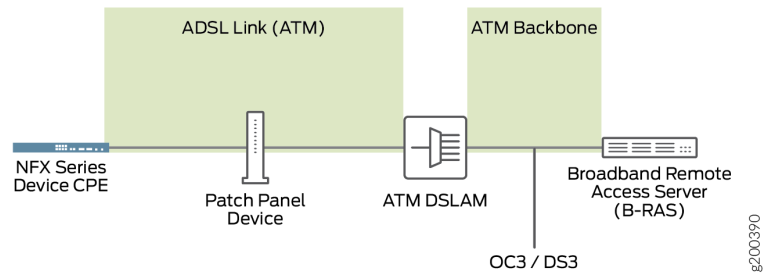 ADSL Link (ATM)
ATM Backbone
NFX Series
Device CPE
Patch Panel
Device
ATM DSLAM
Broadband Remote
Access Server
(B-RAS)
OC3 / DS3
g200390